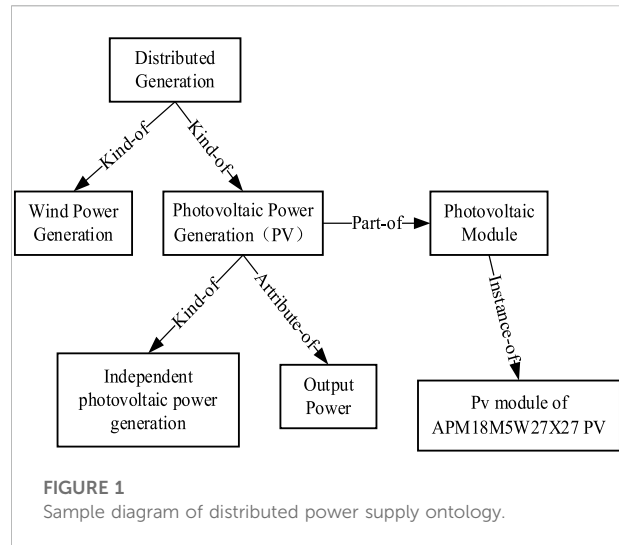 Distributed
Generation
Kind-of
Kind-of
Wind Power
Generation
Photovoltaic Power
Generation（PV）
Part-of
Photovoltaic
Module
Kind-of
Artribute-of
Instance-of
Independent
photovoltaic power
generation
Output
Power
Pv module of
APM18M5W27X27 PV
FIGURE 1
Sample diagram of distributed power supply ontology.